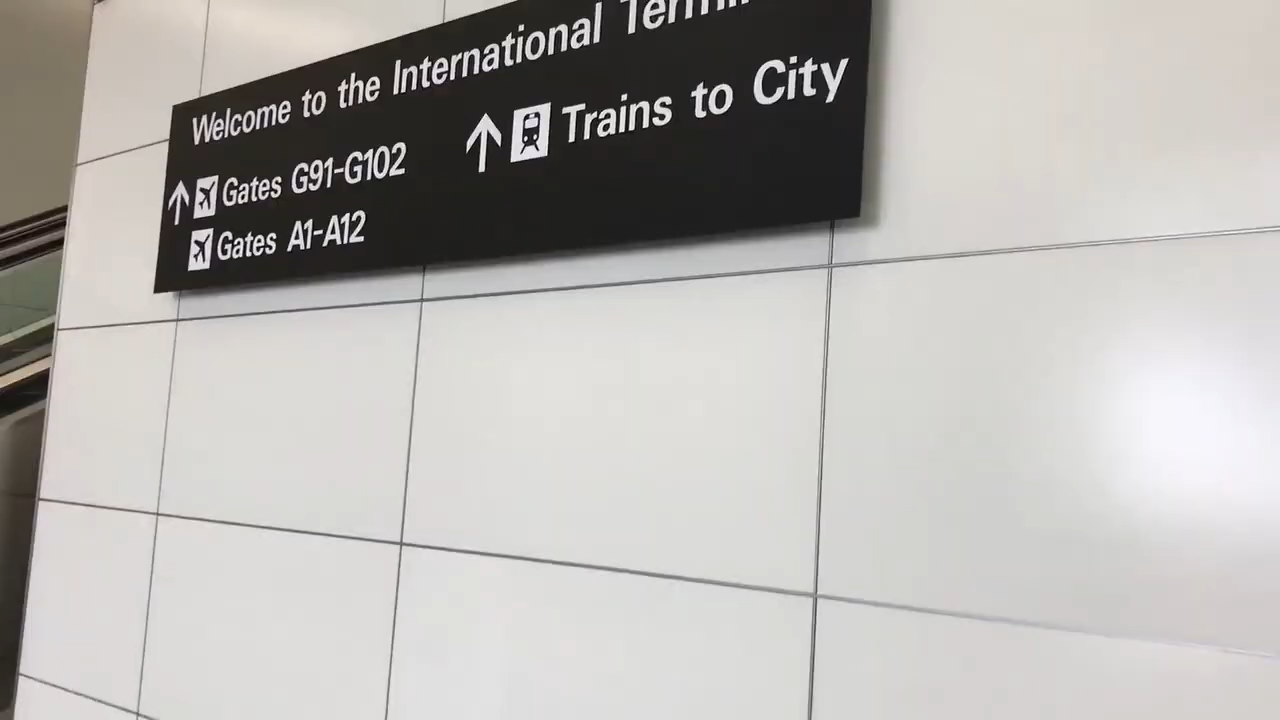 Welcome to the International
Gates G91-G102
Gates A1-A12
Trains to City